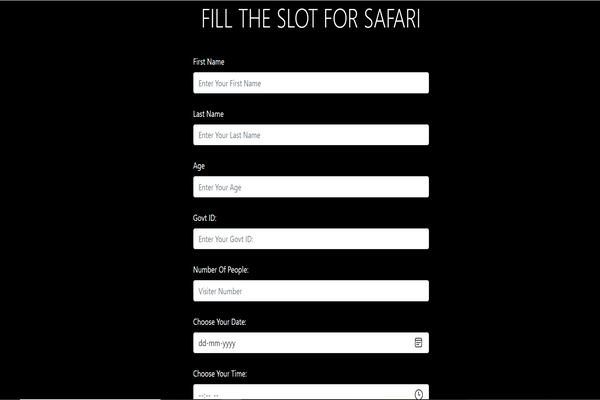 FILL THE SLOT FOR SAFARI
First Name
Enter Your First Name
Last Name
Enter Your Last Name
Age
Enter Your Age
Govt ID:
Enter Your Govt ID:
Number Of People:
Visiter Number
Choose Your Date:
dd-mm-yyyy
Choose Your Time:
--:-- --